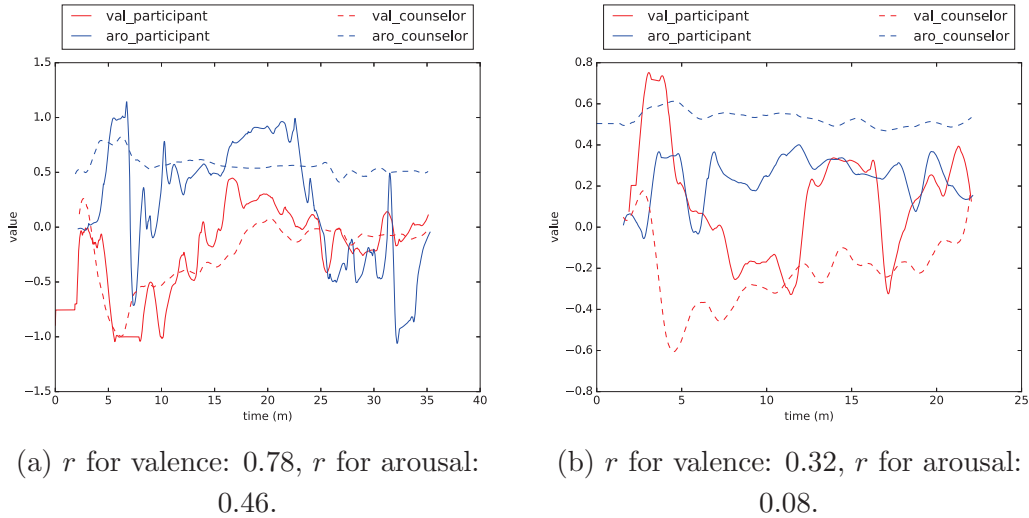 val_participant
val_counselor
aro_participant
aro_counselor
1.5
1.0
0.5
0.0
−0.5
−1.0
−1.5
value
0 5 10 15 20 25 30 35 40
time (m)
(a) r for valence: 0.78, r for arousal:
0.46.
val_participant
val_counselor
aro_participant
aro_counselor
0.8
0.6
0.4
0.2
0.0
−0.2
−0.4
−0.6
−0.8
value
0 5 10 15 20 25
time (m)
(b) r for valence: 0.32, r for arousal:
0.08.